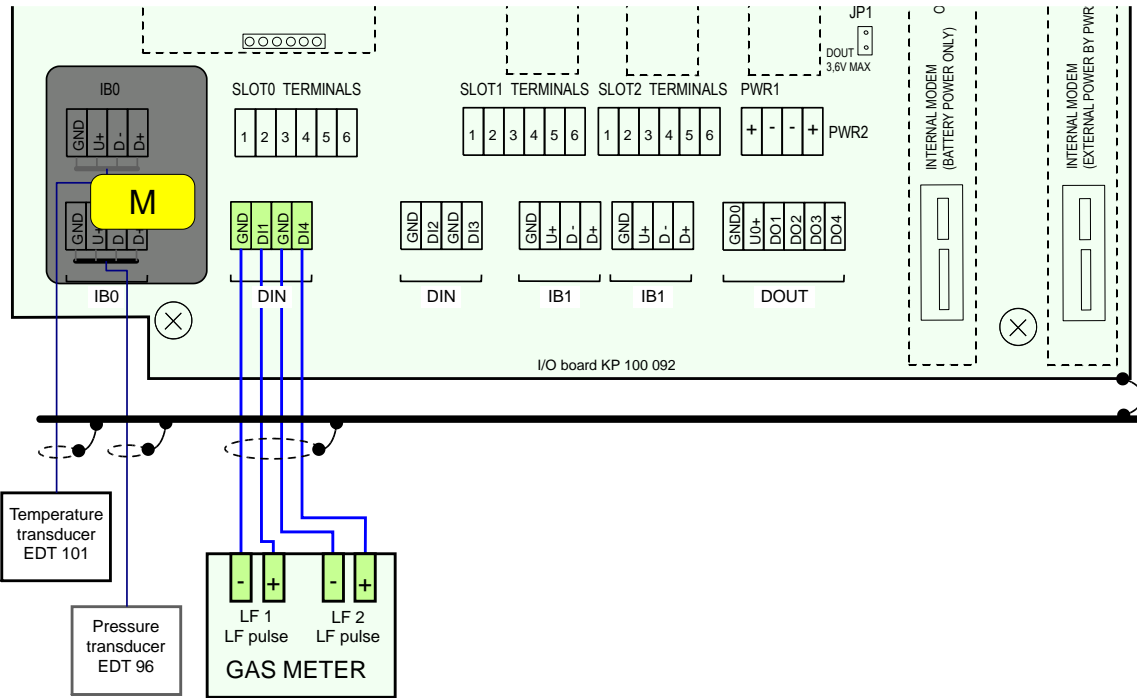 JP1
DOUT
3,6V MAX
INTERNAL MODEM
(BATTERY POWER ONLY)
INTERNAL MODEM
(EXTERNAL POWER BY PWR
IB0
SLOT0 TERMINALS
SLOT1 TERMINALS
SLOT2 TERMINALS
PWR1
GND U+ D - D+
1 2 3 4 5 6
1 2 3 4 5 6
1 2 3 4 5 6
+ - - +
PWR2
M
GND U+ D D+
GND DI1 GND DI4
GND DI2 GND DI3
GND U+ D - D+
GND U+ D - D+
GND0 U0+ DO1 DO2 DO3 DO4
IB0
DIN
DIN
IB1
IB1
DOUT
I/O board KP 100 092
Temperature
transducer
EDT 101
Pressure
transducer
EDT 96
- + - +
LF 1
LF pulse
LF 2
LF pulse
GAS METER